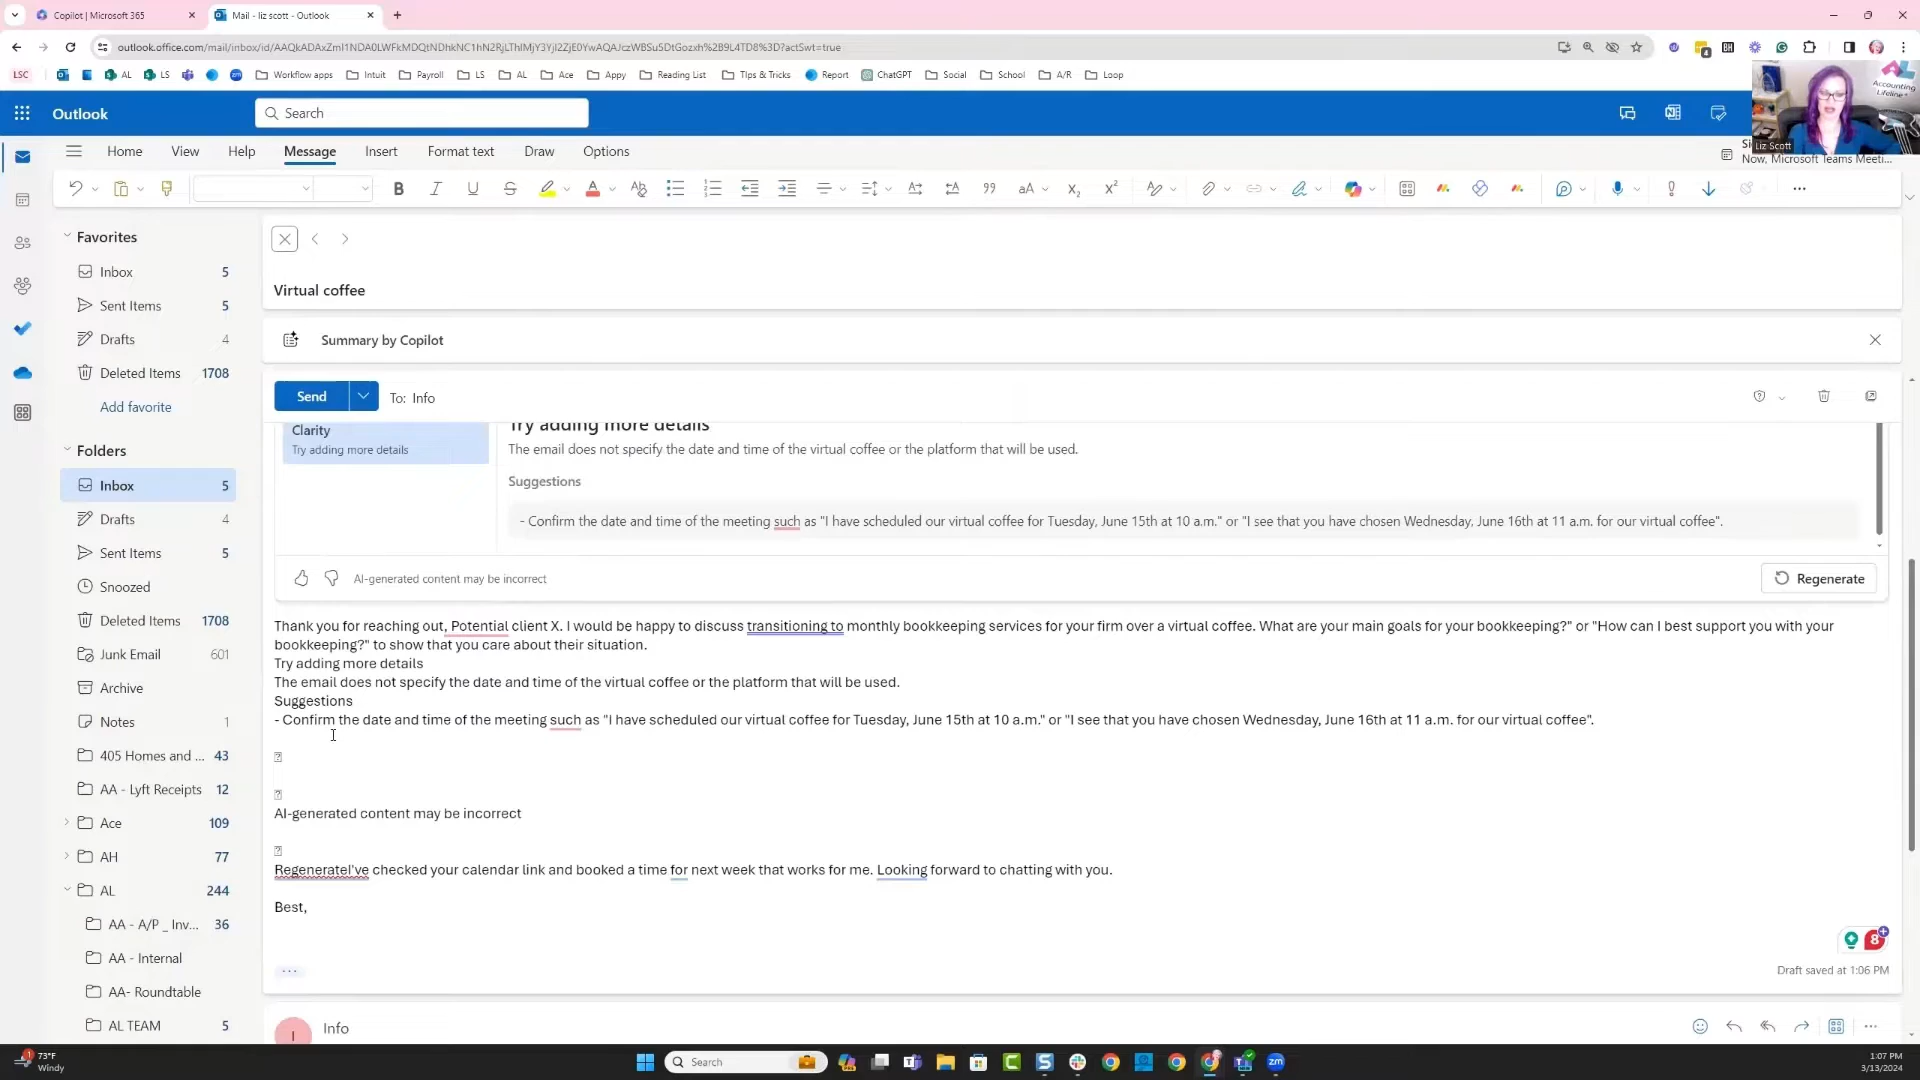 Copilot | Microsoft 365
Mail - liz scott - Outlook
LSC
AL
LS
Workflow apps
Intuit
Payroll
LS
AL
Ace
Appy
Reading List
TIps & Tricks
Report
ChatGPT
Social
School
A/R
Loop
Accounting
Lifeline
Liz Scott
Outlook
Search
Now, Microsoft Teams Meeti...
Home
View
Help
Message
Insert
Format text
Draw
Options
Favorites
Inbox 5
Sent Items 5
Drafts 4
Deleted Items 1708
Add favorite
Folders
Inbox 5
Drafts 4
Sent Items 5
Snoozed
Deleted Items 1708
Junk Email 601
Archive
Notes 1
405 Homes and ... 43
AA - Lyft Receipts 12
Ace 109
AH 77
AL 244
AA - A/P _ Inv... 36
AA - Internal
AA- Roundtable
AL TEAM 5
Virtual coffee
Summary by Copilot
Send
To: Info
Clarity
Try adding more details
Try adding more details
The email does not specify the date and time of the virtual coffee or the platform that will be used.
Suggestions
- Confirm the date and time of the meeting such as "I have scheduled our virtual coffee for Tuesday, June 15th at 10 a.m." or "I see that you have chosen Wednesday, June 16th at 11 a.m. for our virtual coffee".
AI-generated content may be incorrect
Regenerate
Thank you for reaching out, Potential client X. I would be happy to discuss transitioning to monthly bookkeeping services for your firm over a virtual coffee. What are your main goals for your bookkeeping?" or "How can I best support you with your
bookkeeping?" to show that you care about their situation.
Try adding more details
The email does not specify the date and time of the virtual coffee or the platform that will be used.
Suggestions
- Confirm the date and time of the meeting such as "I have scheduled our virtual coffee for Tuesday, June 15th at 10 a.m." or "I see that you have chosen Wednesday, June 16th at 11 a.m. for our virtual coffee".
AI-generated content may be incorrect
RegenerateI've checked your calendar link and booked a time for next week that works for me. Looking forward to chatting with you.
Best,
8
Draft saved at 1:06 PM
I
Info
73°F
Windy
Search
1:07 PM
3/13/2024